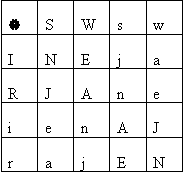 S W s w
I N E j a
R J A n e
i e n A J
r a j E N